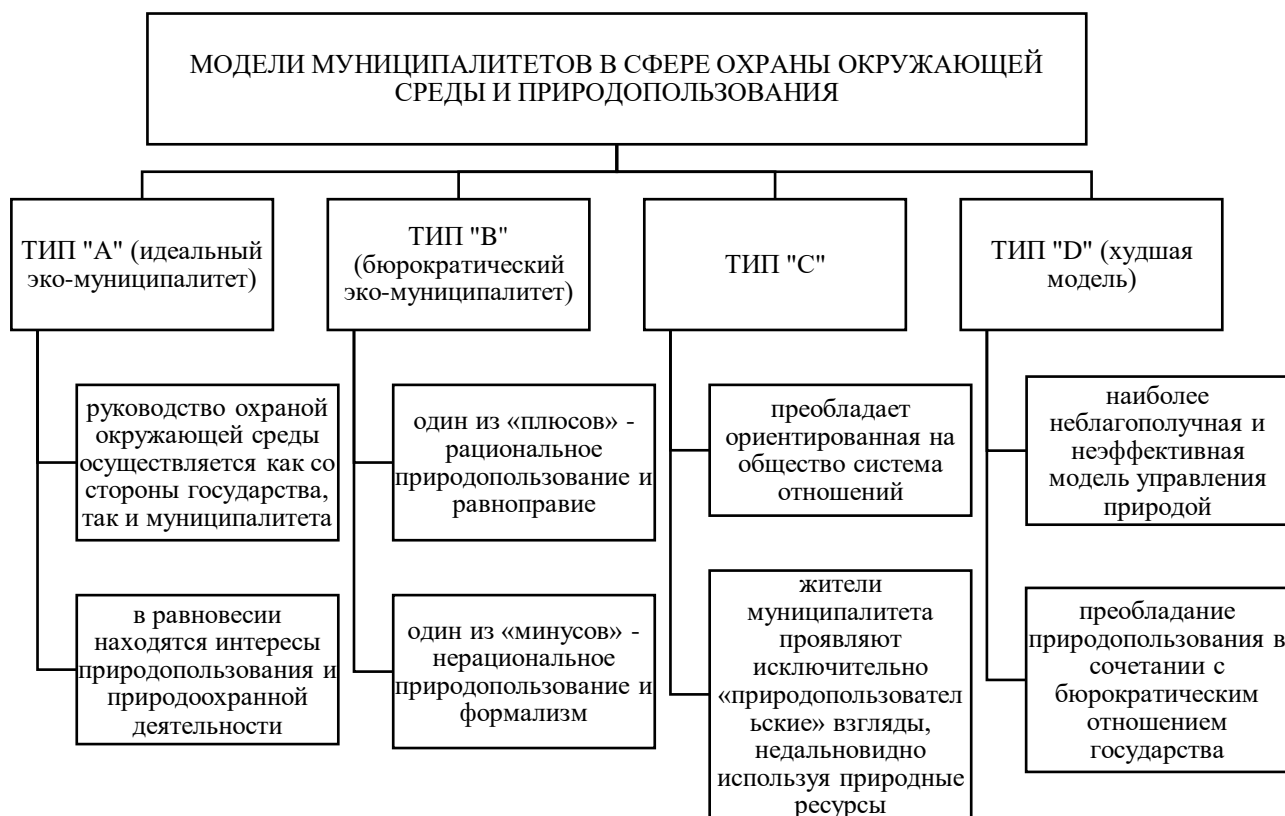 МОДЕЛИ МУНИЦИПАЛИТЕТОВ В СФЕРЕ ОХРАНЫ ОКРУЖАЮЩЕЙ
СРЕДЫ И ПРИРОДОПОЛЬЗОВАНИЯ
ТИП "А" (идеальный
эко-муниципалитет)
руководство охраной
окружающей среды
осуществляется как со
стороны государства,
так и муниципалитета
в равновесии
находятся интересы
природопользования и
природоохранной
деятельности
ТИП "В"
(бюрократический
эко-муниципалитет)
один из «плюсов» -
рациональное
природопользование и
равноправие
один из «минусов» -
нерациональное
природопользование и
формализм
ТИП "С"
преобладает
ориентированная на
общество система
отношений
жители
муниципалитета
проявляют
исключительно
«природопользовател
ьские» взгляды,
недальновидно
используя природные
ресурсы
ТИП "D" (худшая
модель)
наиболее
неблагополучная и
неэффективная
модель управления
природой
преобладание
природопользования в
сочетании с
бюрократическим
отношением
государства